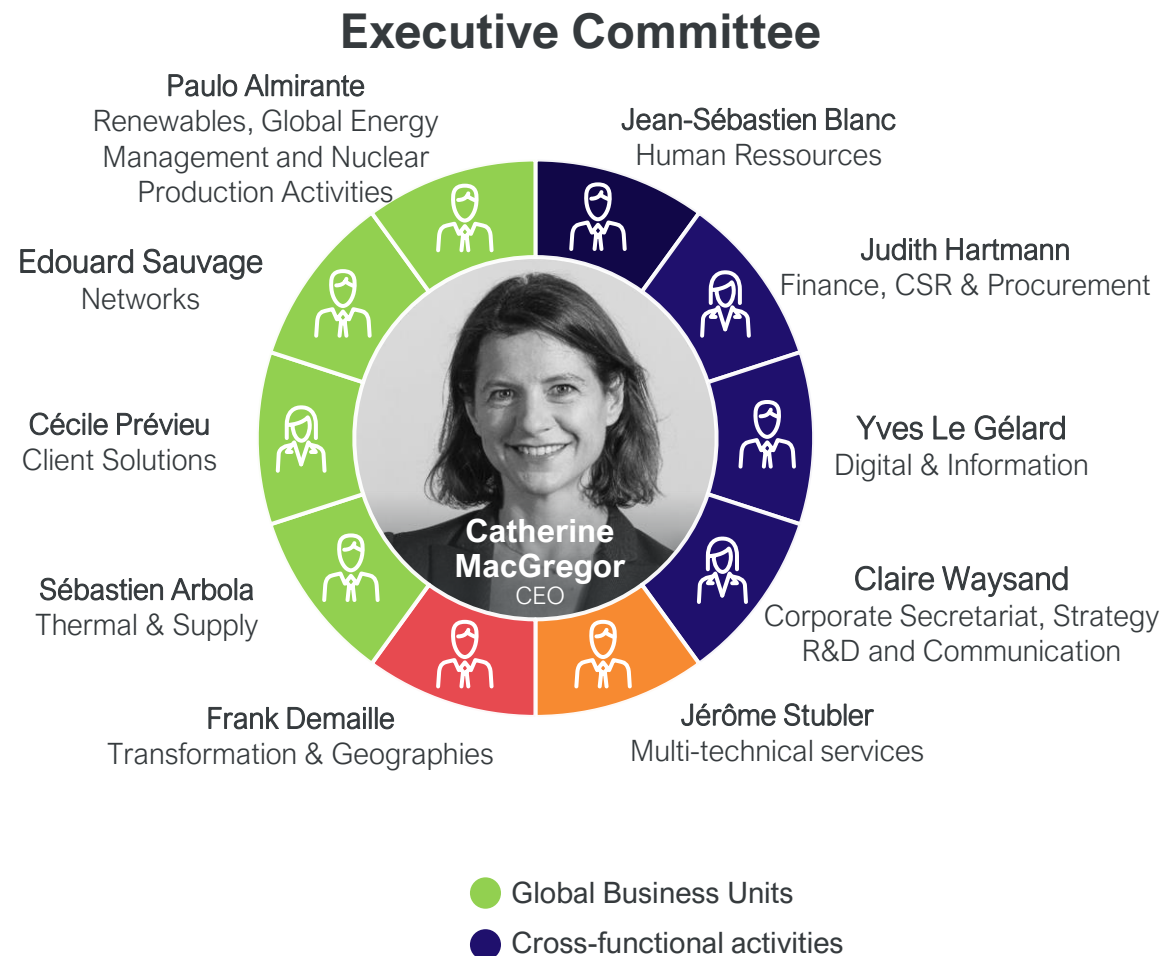 Executive Committee
Paulo Almirante
Renewables, Global Energy
Management and Nuclear
Production Activities
Jean-Sébastien Blanc
Human Ressources
Edouard Sauvage
Networks
Judith Hartmann
Finance, CSR & Procurement
Cécile Prévieu
Client Solutions
Yves Le Gélard
Digital & Information
Catherine
MacGregor
CEO
Sébastien Arbola
Thermal & Supply
Claire Waysand
Corporate Secretariat, Strategy
R&D and Communication
Frank Demaille
Transformation & Geographies
Jérôme Stubler
Multi-technical services
Global Business Units
Cross-functional activities